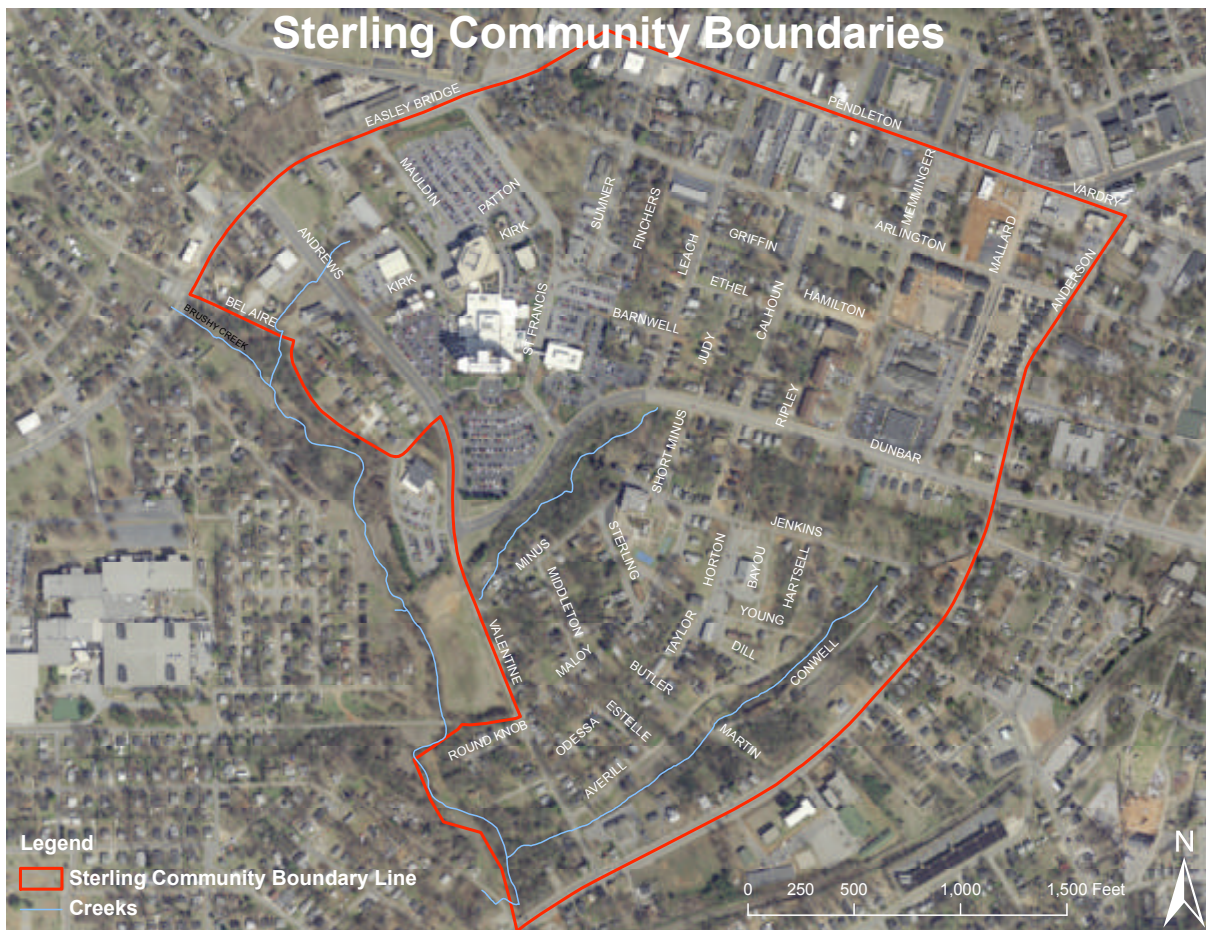 Sterling Community Boundaries
EASLEY BRIDGE
PENDLETON
VARDRY
MAULDIN
PATTON
SUMNER
FINCHERS
MEMMINGER
KIRK
GRIFFIN
ARLINGTON
MALLARD
ANDERSON
ANDREWS
LEACH
KIRK
ETHEL
HAMILTON
CALHOUN
BELAIRE
BRUSHY CREEK
ST FRANCIS
BARNWELL
JUDY
RIPLEY
DUNBAR
SHORT MINUS
JENKINS
STERLING
MINUS
MIDDLETON
HORTON
BAYOU
HARTSELL
YOUNG
VALENTINE
TAYLOR
DILL
MALOY
BUTLER
CONWELL
ESTELLE
ODESSA
ROUND KNOB
MARTIN
AVERILL
Legend
Sterling Community Boundary Line
Creeks
0 250 500 1,000 1,500 Feet
N